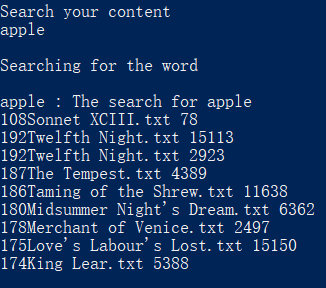 Search your content
apple
Searching for the word
apple : The search for apple
108Sonnet XCIII.txt 78
192Twelfth Night.txt 15113
192Twelfth Night.txt 2923
187The Tempest.txt 4389
186Taming of the Shrew.txt 11638
180Midsummer Night's Dream.txt 6362
178Merchant of Venice.txt 2497
175Love's Labour's Lost.txt 15150
174King Lear.txt 5388